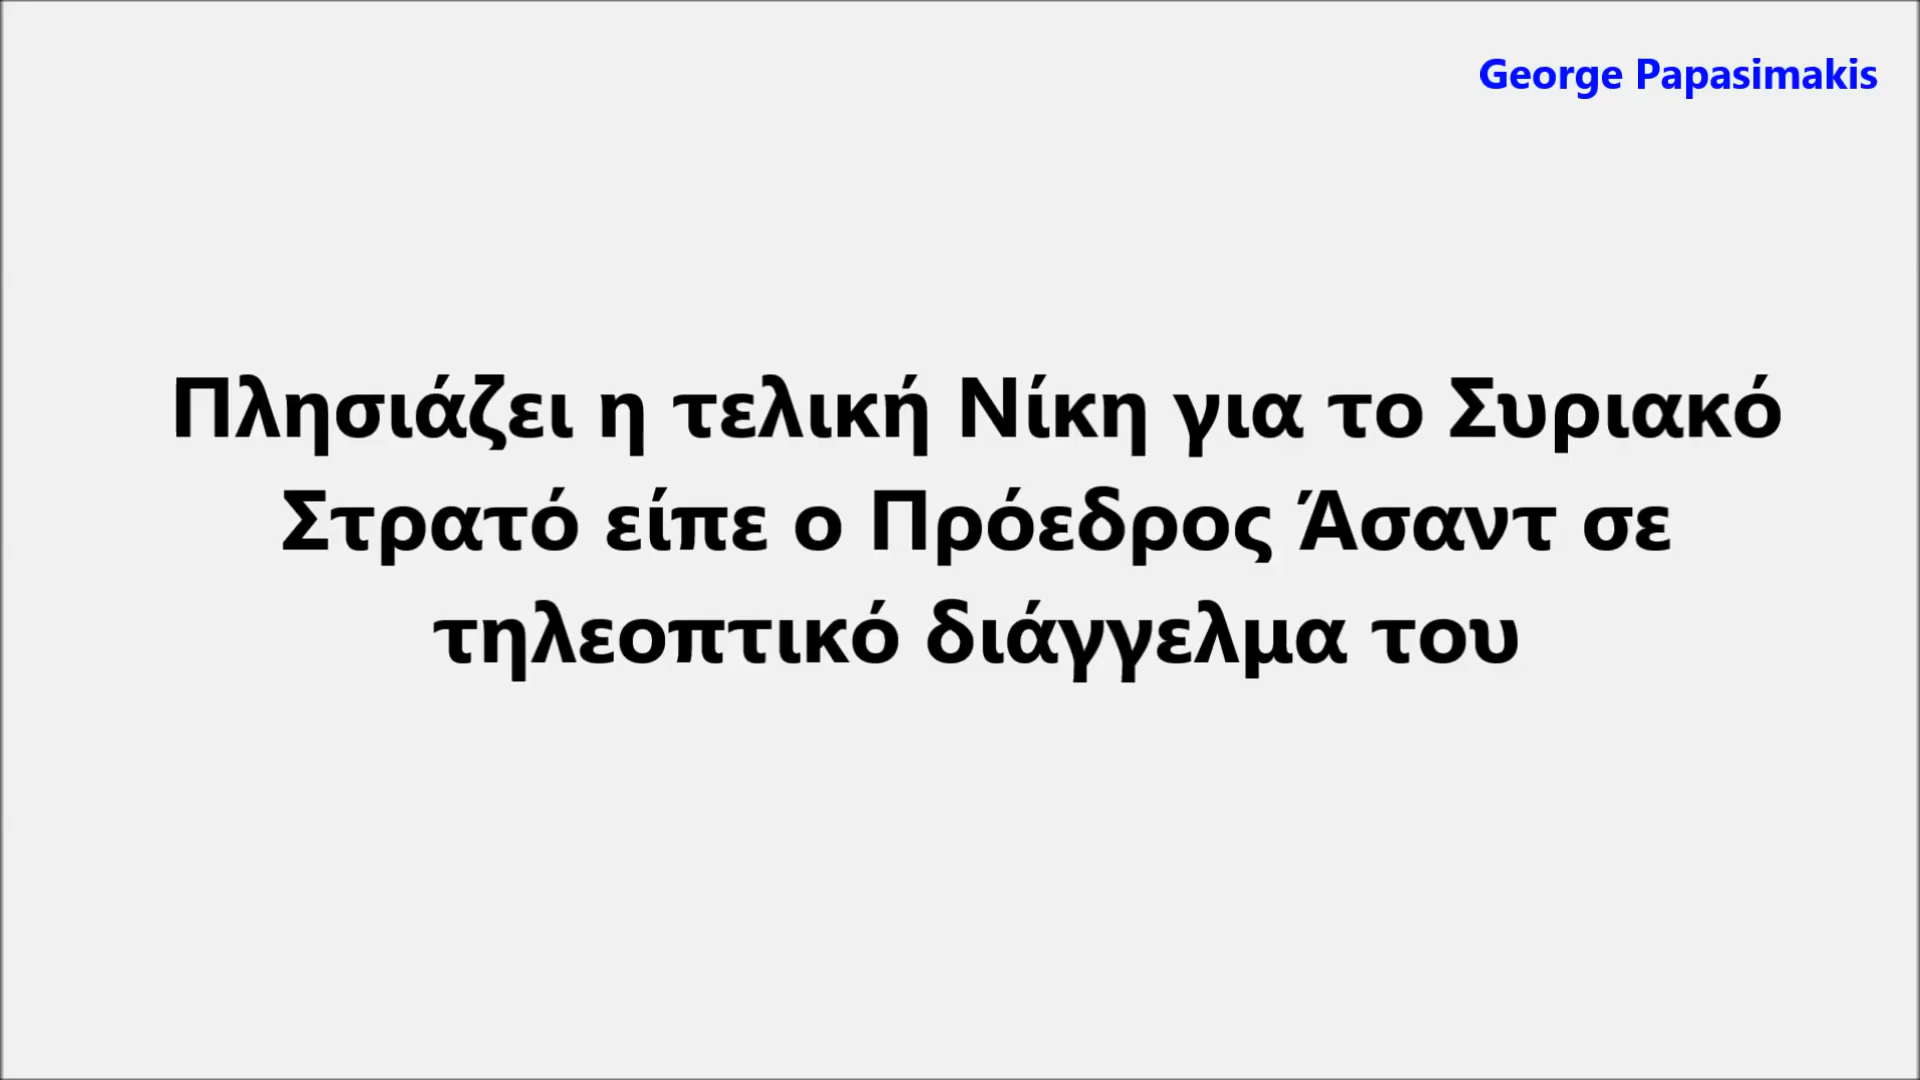 George Papasimakis
Πλησιάζει η τελική Νίκη για το Συριακό
Στρατό είπε ο Πρόεδρος Άσαντ σε
τηλεοπτικό διάγγελμα του